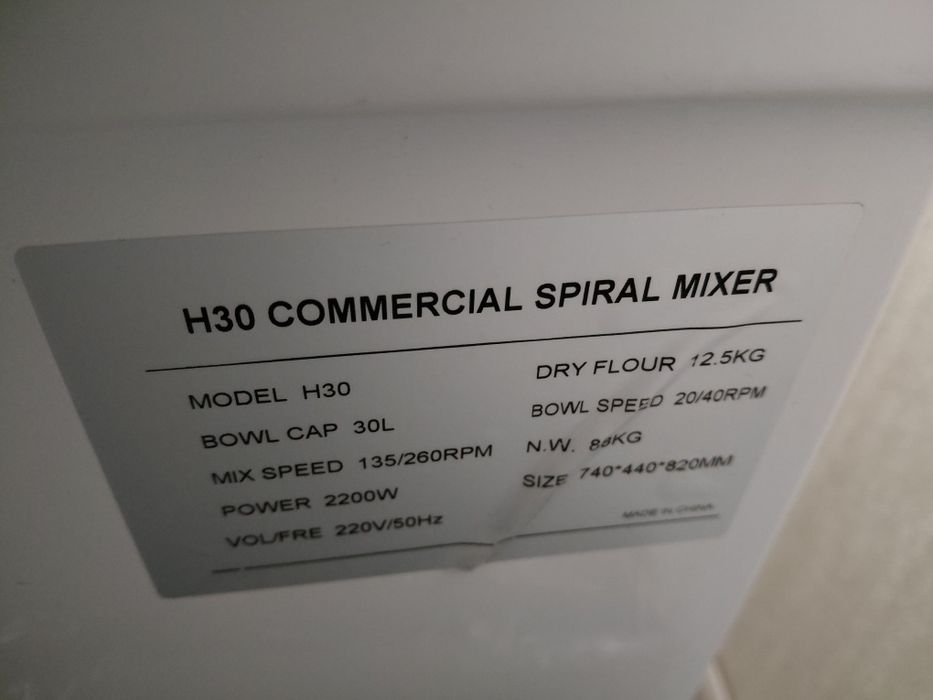 H30 COMMERCIAL SPIRAL MIXER
MODEL H30
BOWL CAP 30L
MIX SPEED 135/260RPM
POWER 2200W
VOL/FRE 220V/50Hz
DRY FLOUR 12.5KG
BOWL SPEED 20/40RPM
N.W.
SIZE 740*440*820MM
MADE IN CHINA